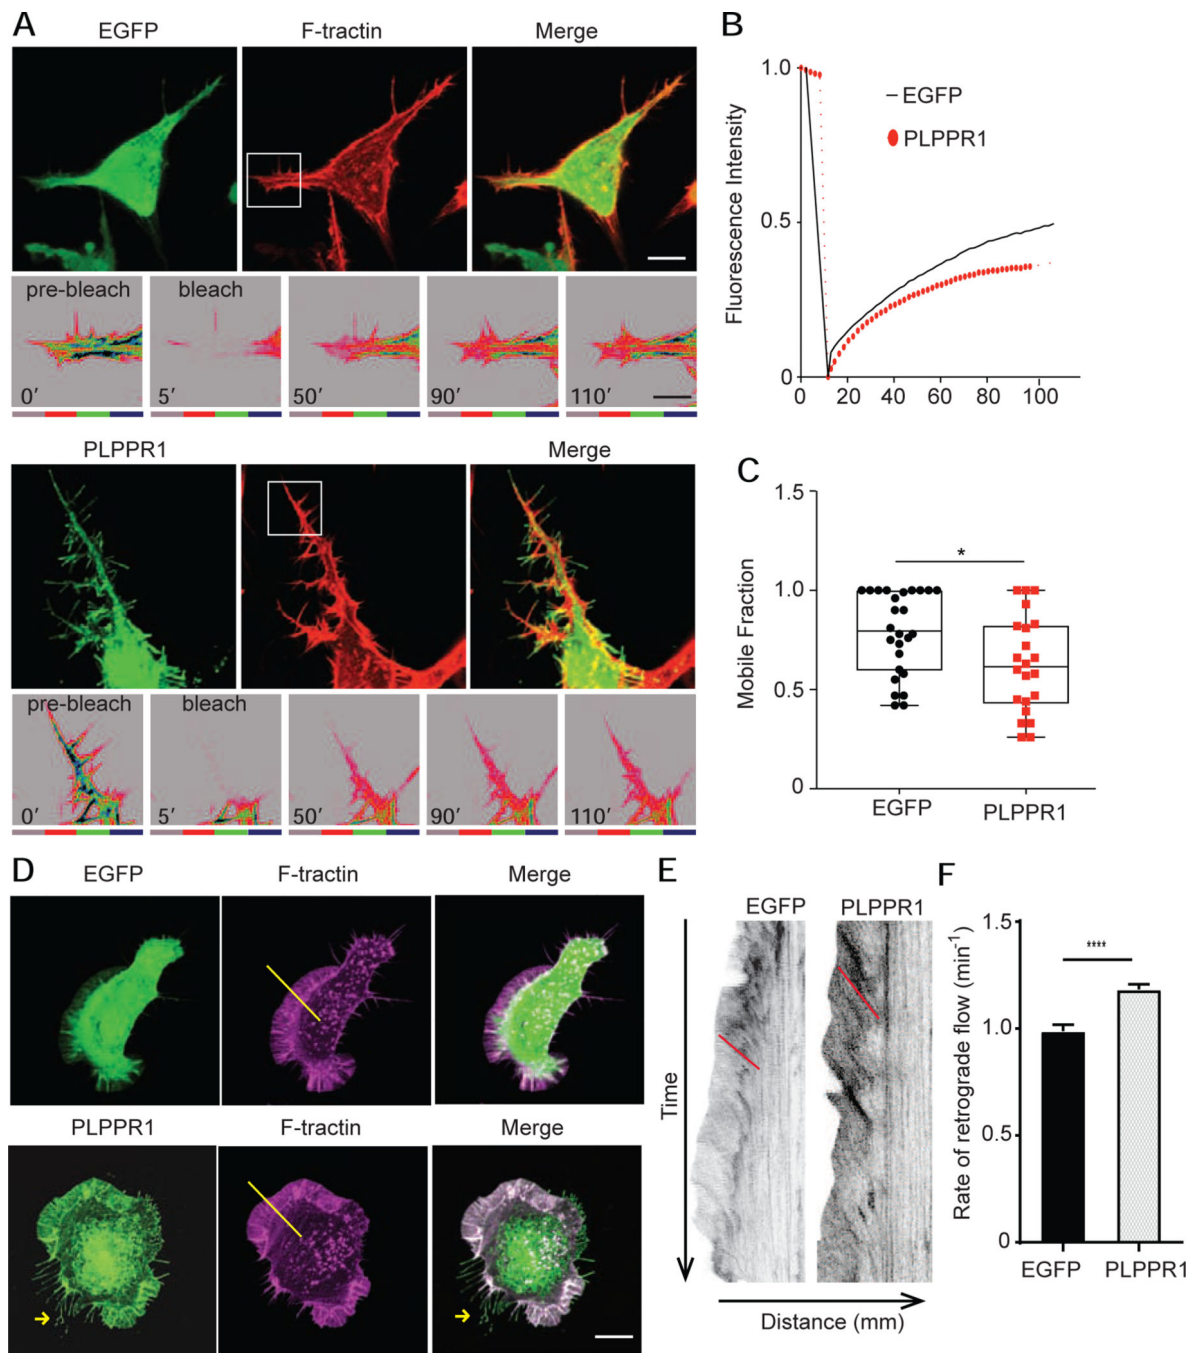 A
EGFP
F-tractin
Merge
pre-bleach
bleach
0′
5′
50′
90′
110′
PLPPR1
Merge
pre-bleach
bleach
0′
5′
50′
90′
110′
B
Fluorescence Intensity
1.0
0.5
0
0
20
40
60
80
100
EGFP
PLPPR1
C
Mobile Fraction
1.5
1.0
0.5
0
*
EGFP
PLPPR1
D
EGFP
F-tractin
Merge
PLPPR1
F-tractin
Merge
E
EGFP
PLPPR1
Time
Distance (mm)
F
Rate of retrograde flow (min⁻¹)
1.5
1.0
0.5
0
****
EGFP
PLPPR1